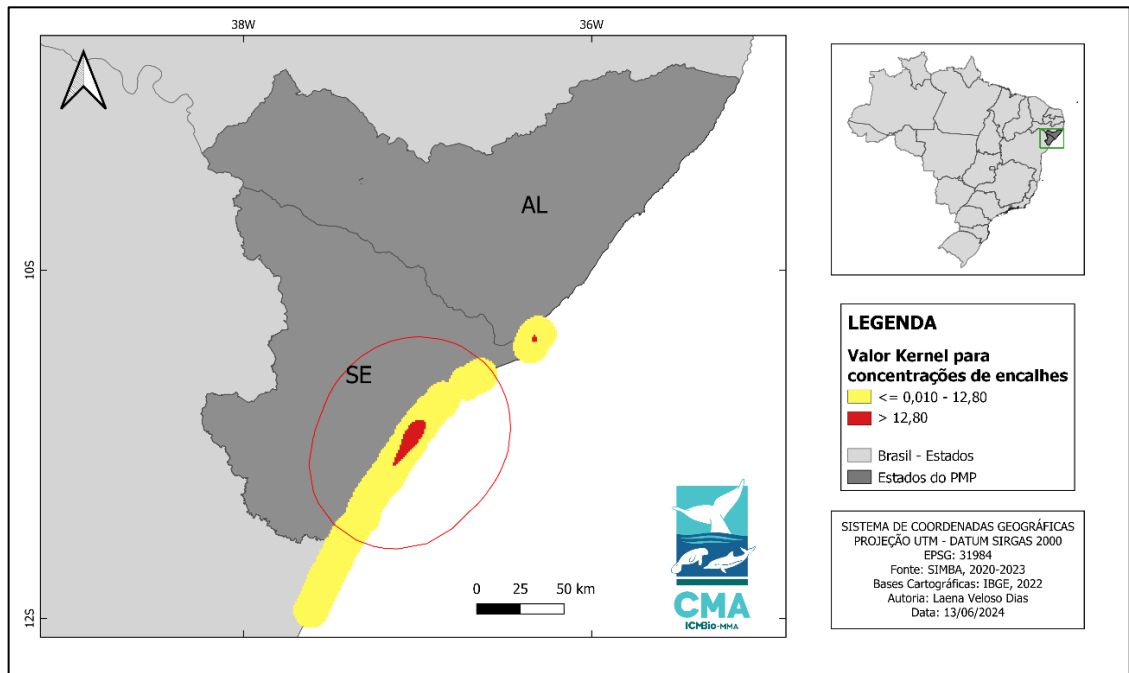 38W
36W
10S
12S
AL
SE
0 25 50 km
CMA
ICMBio-MMA
LEGENDA
Valor Kernel para
concentrações de encalhes
<= 0,010 - 12,80
> 12,80
Brasil - Estados
Estados do PMP
SISTEMA DE COORDENADAS GEOGRÁFICAS
PROJEÇÃO UTM - DATUM SIRGAS 2000
EPSG: 31984
Fonte: SIMBA, 2020-2023
Bases Cartográficas: IBGE, 2022
Autoria: Laena Veloso Dias
Data: 13/06/2024